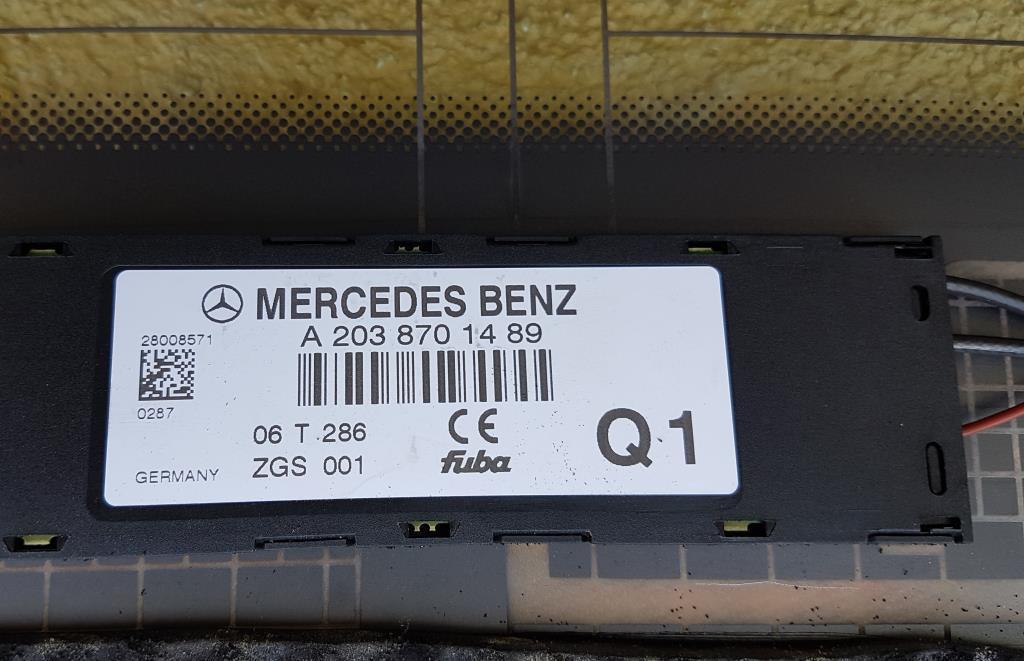 MERCEDES BENZ
A 203 870 14 89
28008571
0287
06 T 286
CE
Q1
GERMANY
ZGS 001
fuba